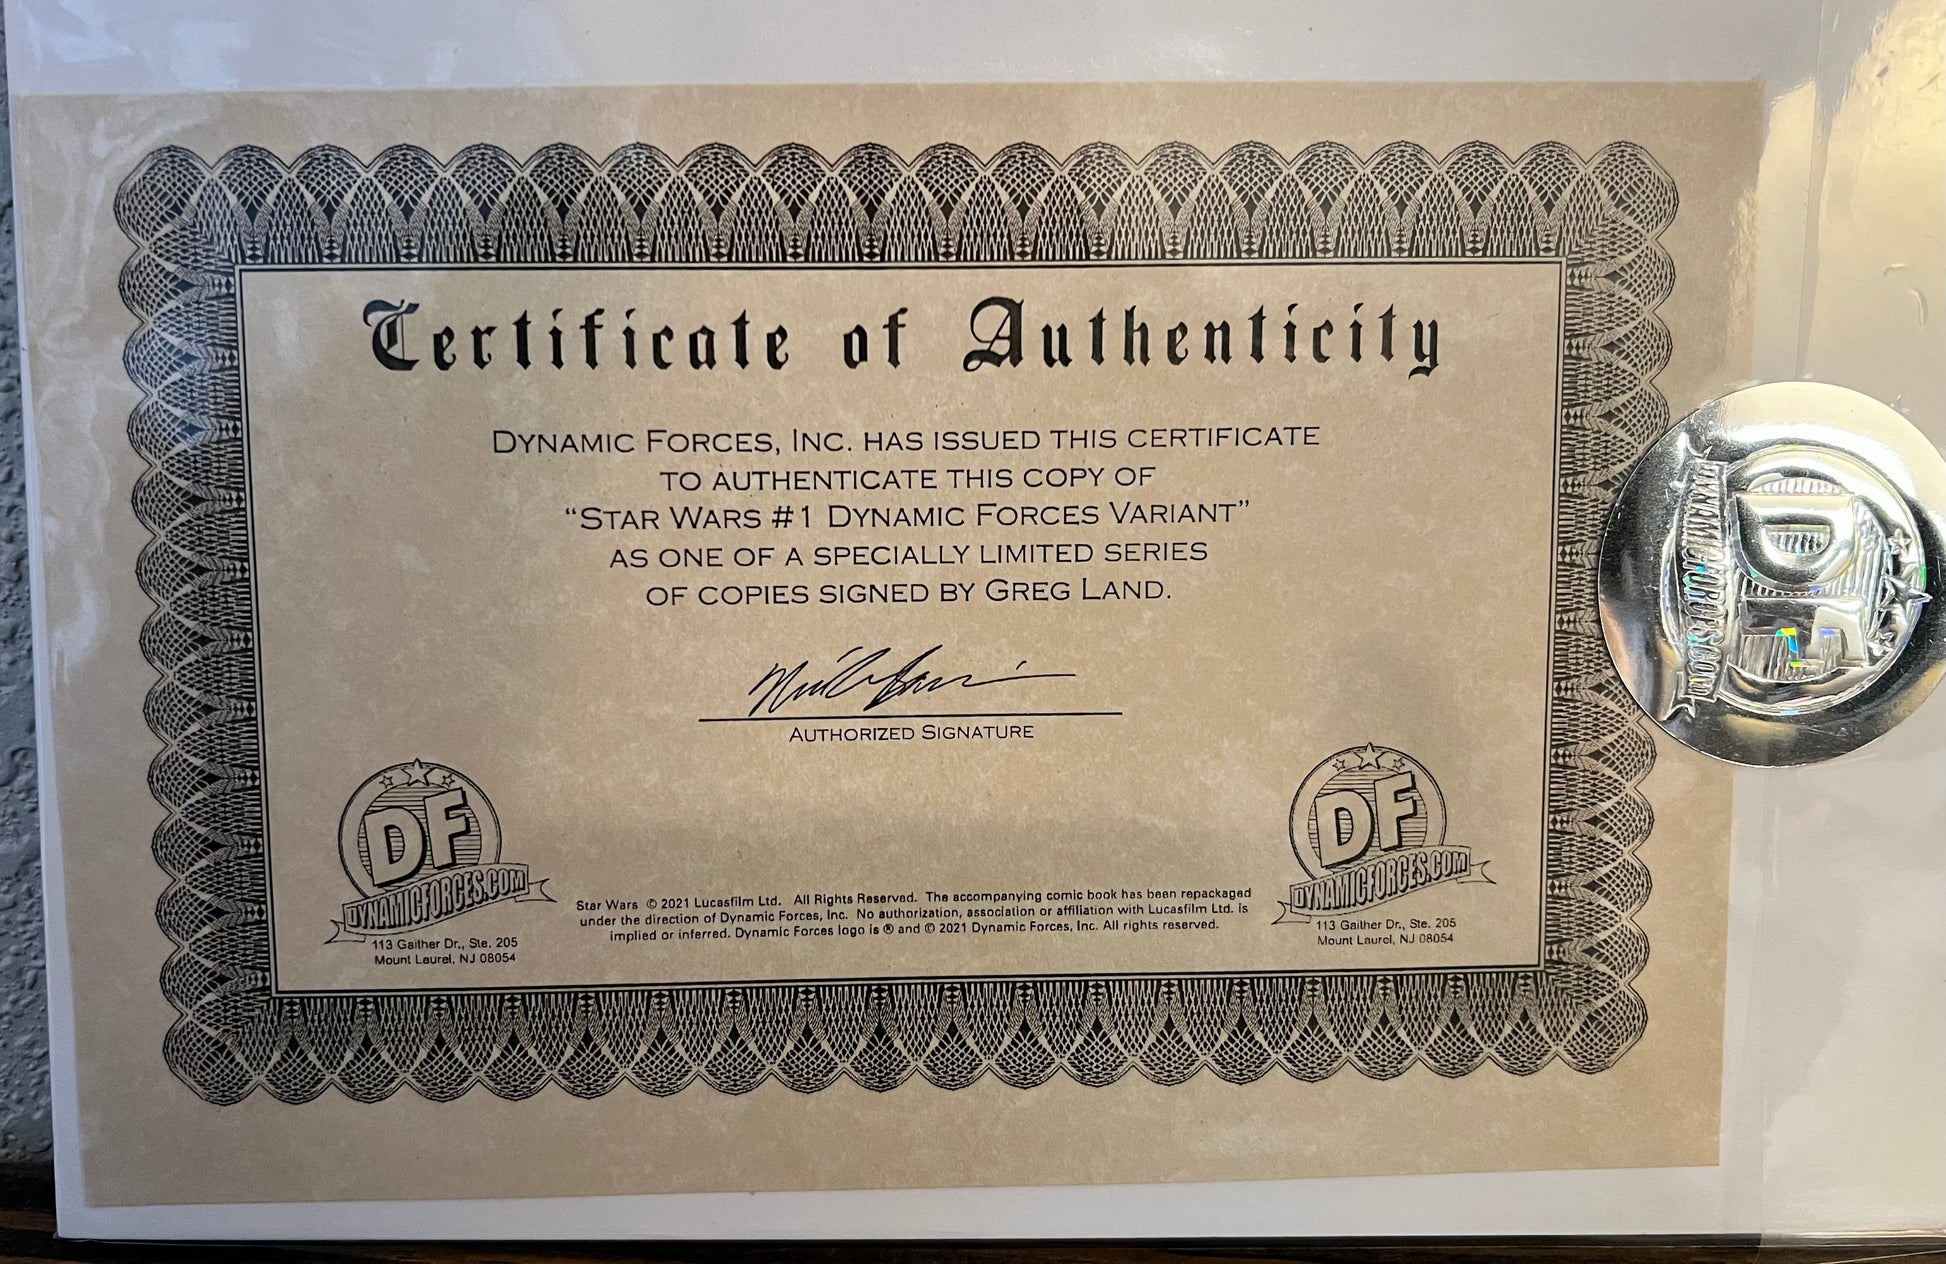 Certificate of Authenticity
DYNAMIC FORCES, INC. HAS ISSUED THIS CERTIFICATE
TO AUTHENTICATE THIS COPY OF
“STAR WARS #1 DYNAMIC FORCES VARIANT”
AS ONE OF A SPECIALLY LIMITED SERIES
OF COPIES SIGNED BY GREG LAND.
AUTHORIZED SIGNATURE
DF
DYNAMICFORCES.COM
113 Gaither Dr., Ste. 205
Mount Laurel, NJ 08054
Star Wars © 2021 Lucasfilm Ltd. All Rights Reserved. The accompanying comic book has been repackaged
under the direction of Dynamic Forces, Inc. No authorization, association or affiliation with Lucasfilm Ltd. is
implied or inferred. Dynamic Forces logo is ® and © 2021 Dynamic Forces, Inc. All rights reserved.
DF
DYNAMICFORCES.COM
113 Gaither Dr., Ste. 205
Mount Laurel, NJ 08054
DF
DYNAMICFORCES.COM